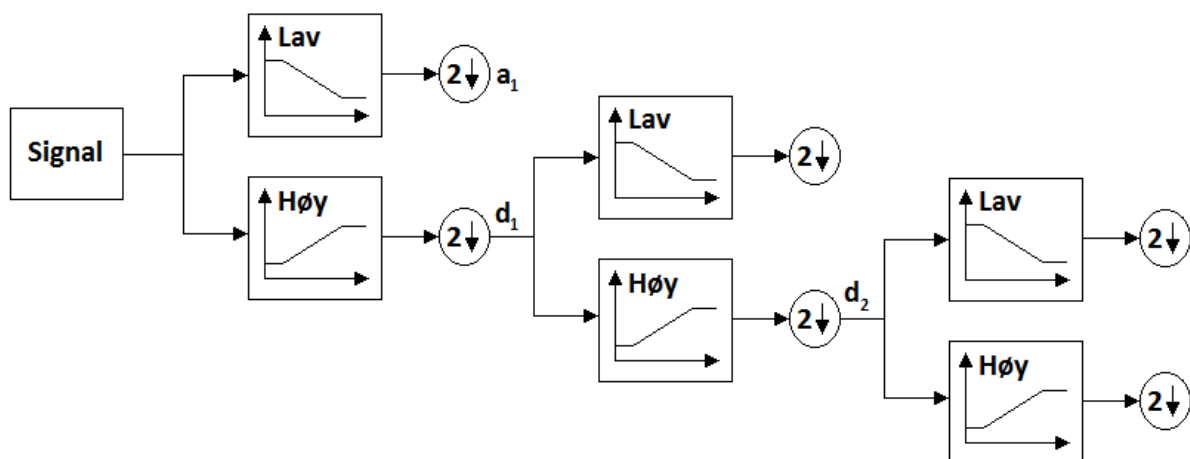 Signal
Lav
2↓ a₁
Høy
2↓ d₁
Lav
2↓
Høy
2↓ d₂
Lav
2↓
Høy
2↓